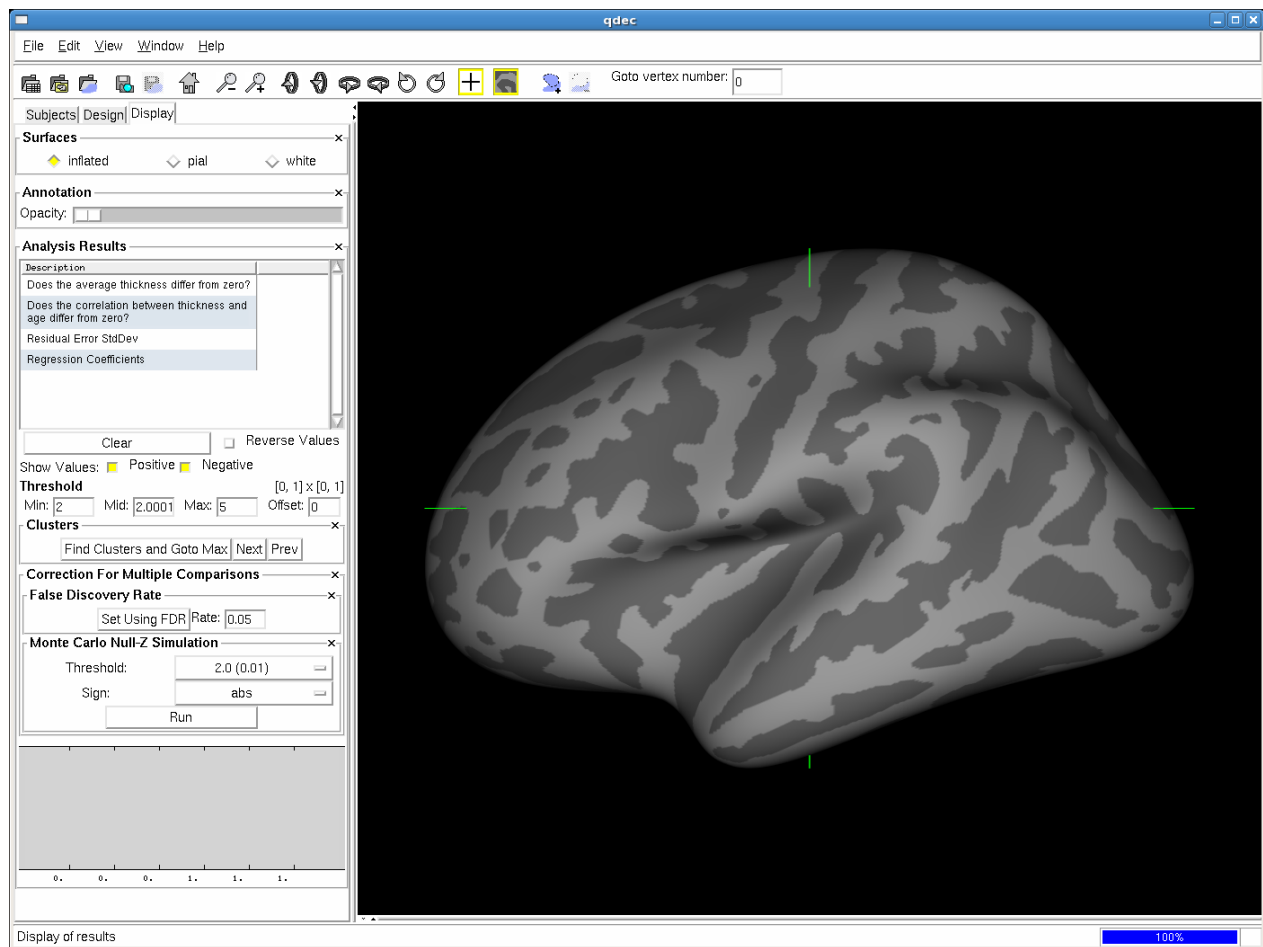 qdec
File Edit View Window Help
Goto vertex number: 0
Subjects Design Display
Surfaces
inflated pial white
Annotation
Opacity:
Analysis Results
Description
Does the average thickness differ from zero?
Does the correlation between thickness and
age differ from zero?
Residual Error StdDev
Regression Coefficients
Clear Reverse Values
Show Values: Positive Negative
Threshold [0, 1] x [0, 1]
Min: 2 Mid: 2.0001 Max: 5 Offset: 0
Clusters
Find Clusters and Goto Max Next Prev
Correction For Multiple Comparisons
False Discovery Rate
Set Using FDR Rate: 0.05
Monte Carlo Null-Z Simulation
Threshold: 2.0 (0.01)
Sign: abs
Run
0. 0. 0. 1. 1. 1.
Display of results 100%